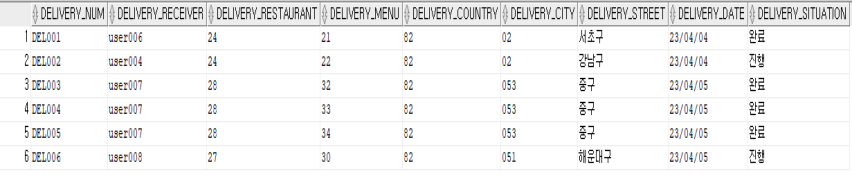 DELIVERY_NUM DELIVERY_RECEIVER DELIVERY_RESTAURANT DELIVERY_MENU DELIVERY_COUNTRY DELIVERY_CITY DELIVERY_STREET DELIVERY_DATE DELIVERY_SITUATION
1 DEL001 user006 24 21 82 02 서초구 23/04/04 완료
2 DEL002 user004 24 22 82 02 강남구 23/04/04 진행
3 DEL003 user007 28 32 82 053 중구 23/04/05 완료
4 DEL004 user007 28 33 82 053 중구 23/04/05 완료
5 DEL005 user007 28 34 82 053 중구 23/04/05 완료
6 DEL006 user008 27 30 82 051 해운대구 23/04/05 진행